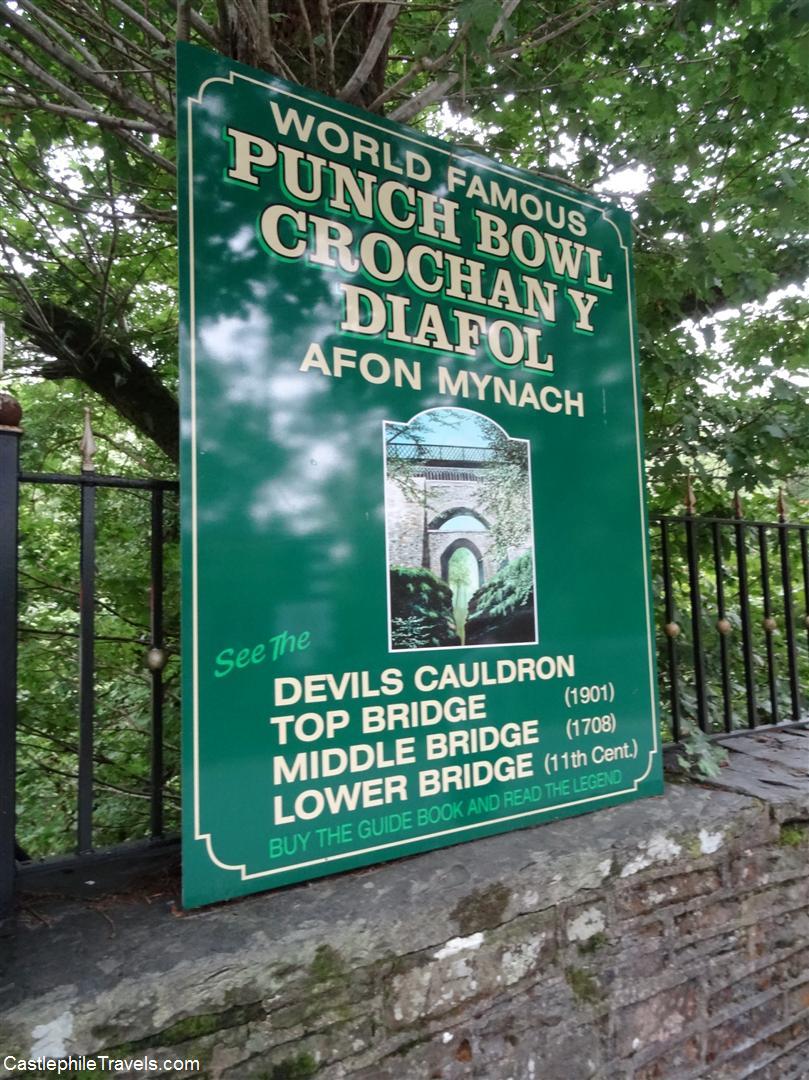 WORLD FAMOUS
PUNCH BOWL
CROCHAN Y
DIAFOL
AFON MYNACH
See The
DEVILS CAULDRON
TOP BRIDGE (1901)
MIDDLE BRIDGE (1708)
LOWER BRIDGE (11th Cent.)
BUY THE GUIDE BOOK AND READ THE LEGEND
CastlephileTravels.com